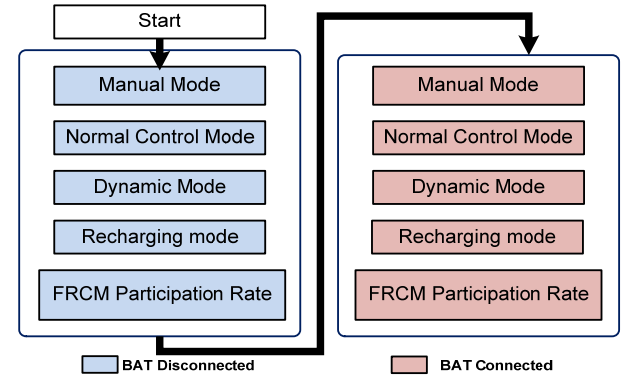 Start
Manual Mode
Normal Control Mode
Dynamic Mode
Recharging mode
FRCM Participation Rate
BAT Disconnected
Manual Mode
Normal Control Mode
Dynamic Mode
Recharging mode
FRCM Participation Rate
BAT Connected